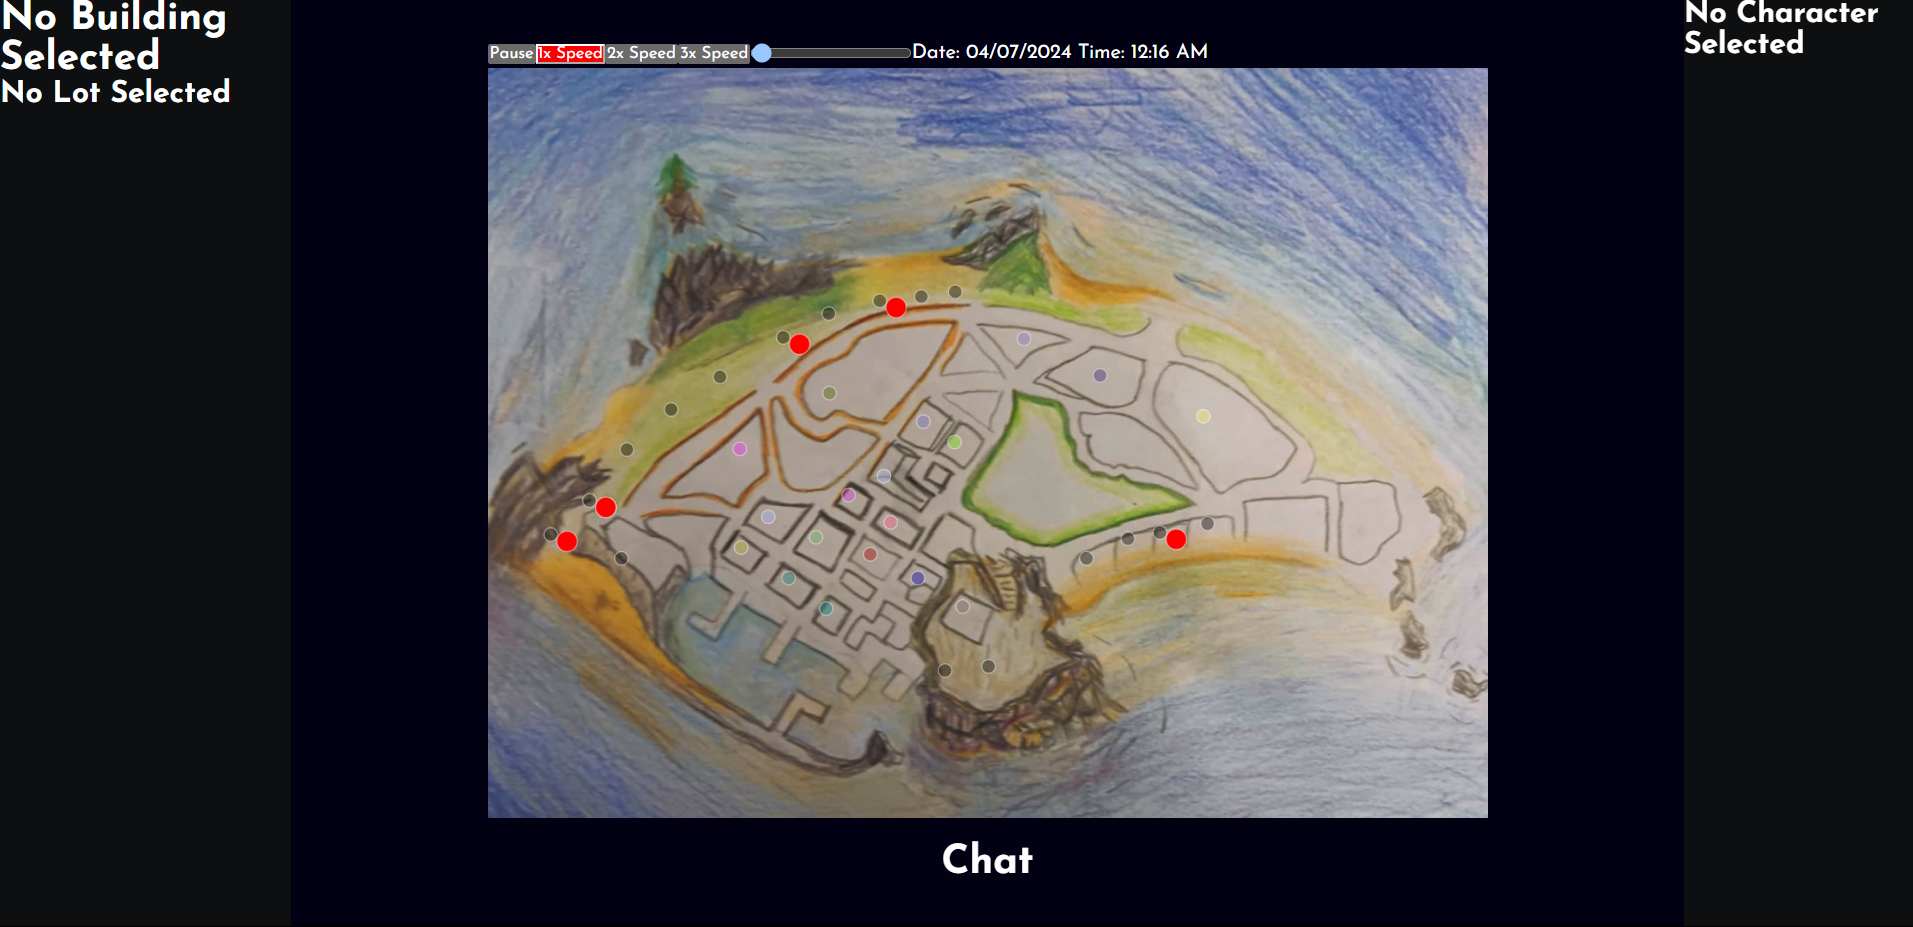 No Building
Selected
No Lot Selected
Pause 1x Speed 2x Speed 3x Speed Date: 04/07/2024 Time: 12:16 AM
No Character
Selected
Chat